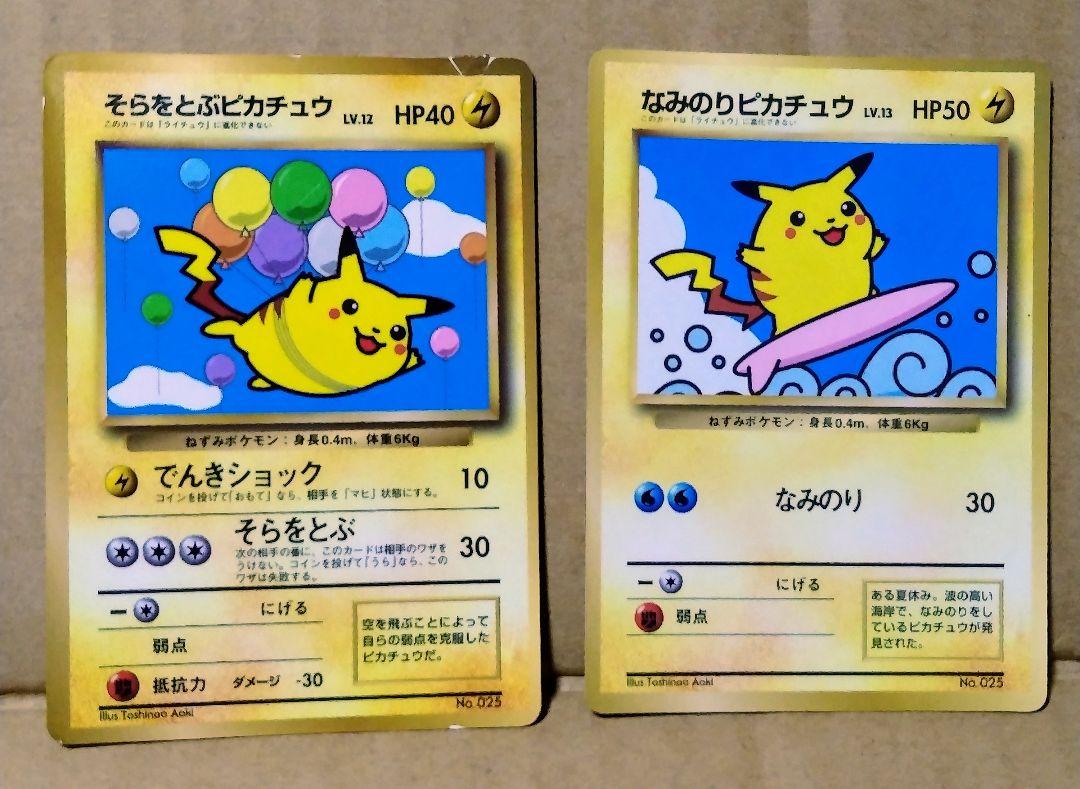 そらをとぶピカチュウ LV.12 HP40
このカードは「ライチュウ」に進化できない
ねずみポケモン：身長0.4m、体重6Kg
でんきショック 10
コインを投げて「おもて」なら、相手を「マヒ」状態にする。
そらをとぶ 30
次の相手の番に、このカードは相手のワザを
うけない。コインを投げて「うら」なら、この
ワザは失敗する。
にげる
弱点
抵抗力 ダメージ -30
空を飛ぶことによって
自らの弱点を克服した
ピカチュウだ。
Illus Toshinao Aoki
No. 025
なみのりピカチュウ LV.13 HP50
このカードは「ライチュウ」に進化できない
ねずみポケモン：身長0.4m、体重6Kg
なみのり 30
にげる
弱点
ある夏休み。波の高い
海岸で、なみのりをし
ているピカチュウが発
見された。
Illus Toshinao Aoki
No. 025